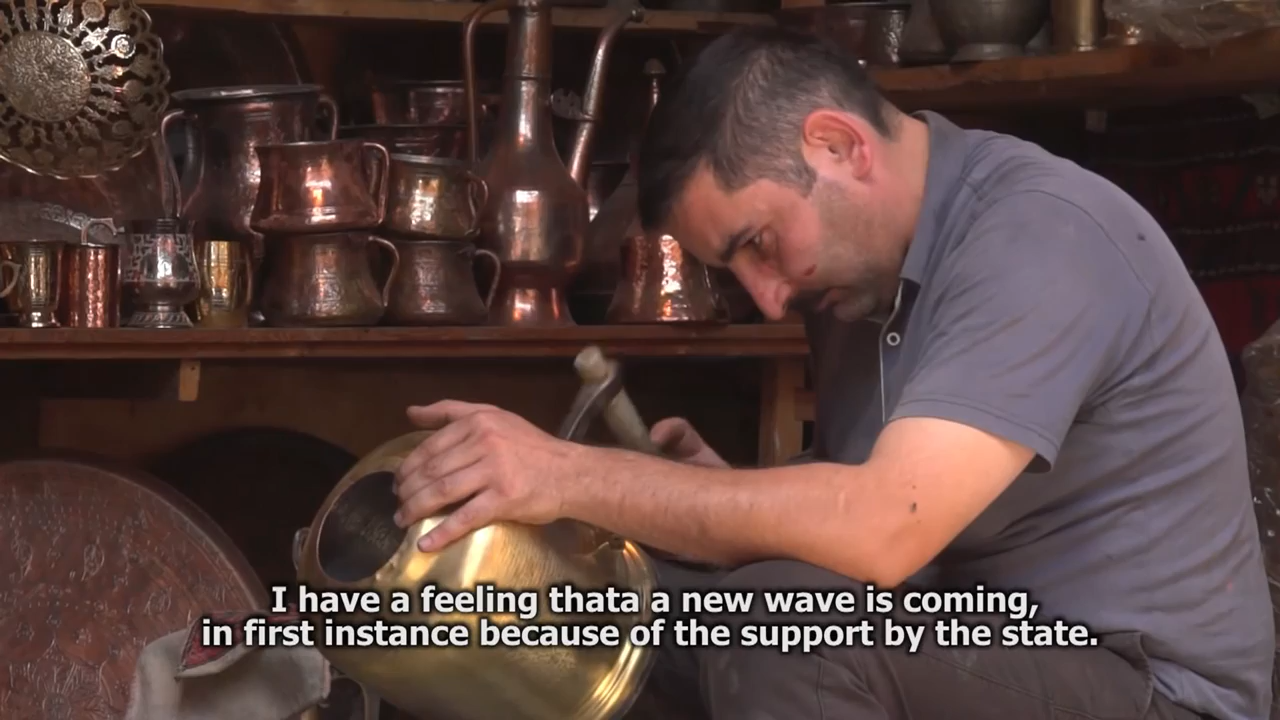 I have a feeling thata a new wave is coming,
in first instance because of the support by the state.